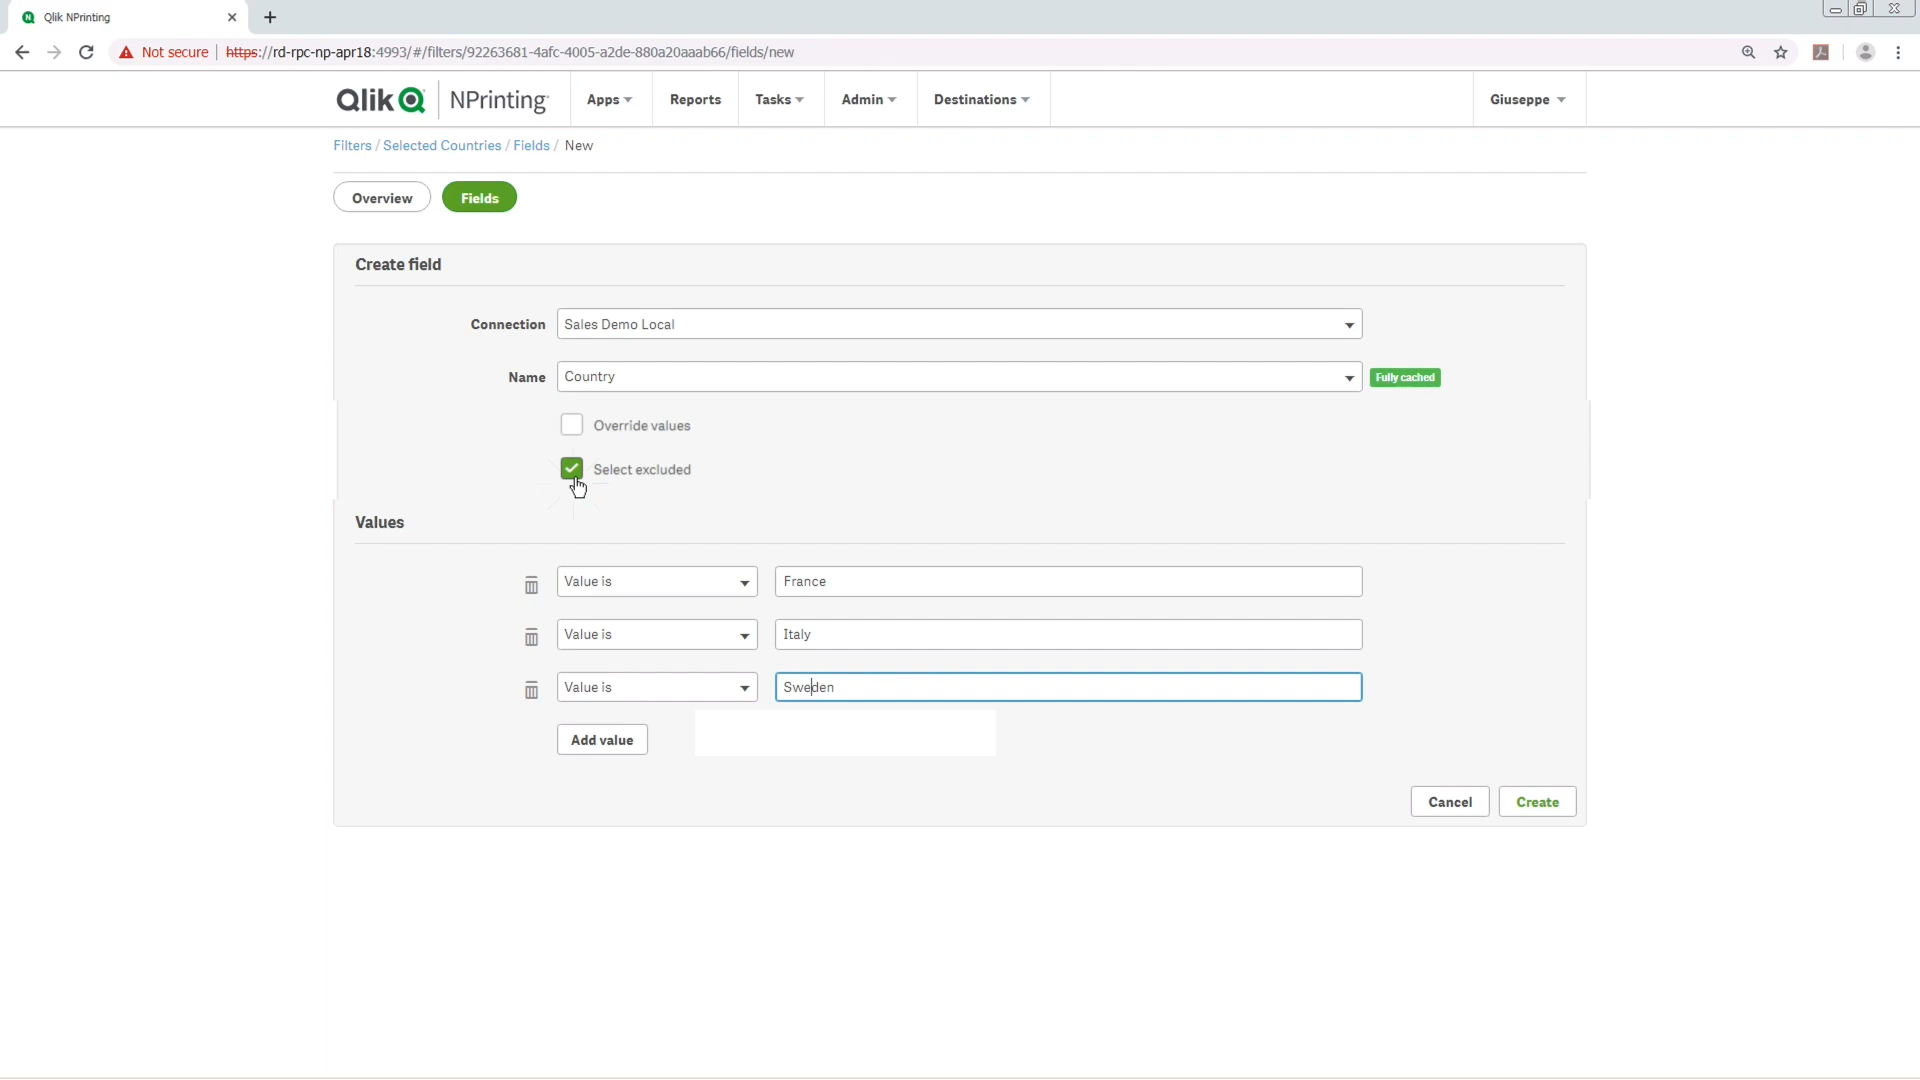 Qlik NPrinting
Not secure https://rd-rpc-np-apr18:4993/#/filters/92263681-4afc-4005-a2de-880a20aaab66/fields/new
Qlik NPrinting Apps Reports Tasks Admin Destinations Giuseppe
Filters / Selected Countries / Fields / New
Overview Fields
Create field
Connection Sales Demo Local
Name Country Fully cached
Override values
Select excluded
Values
Value is France
Value is Italy
Value is Sweden
Add value
Cancel Create